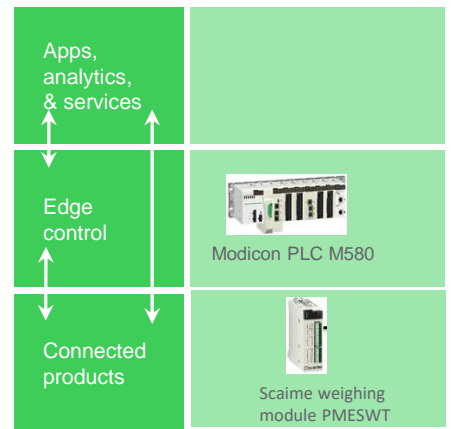 Apps,
analytics,
& services
Edge
control
Modicon PLC M580
Connected
products
Scaime weighing
module PMESWT